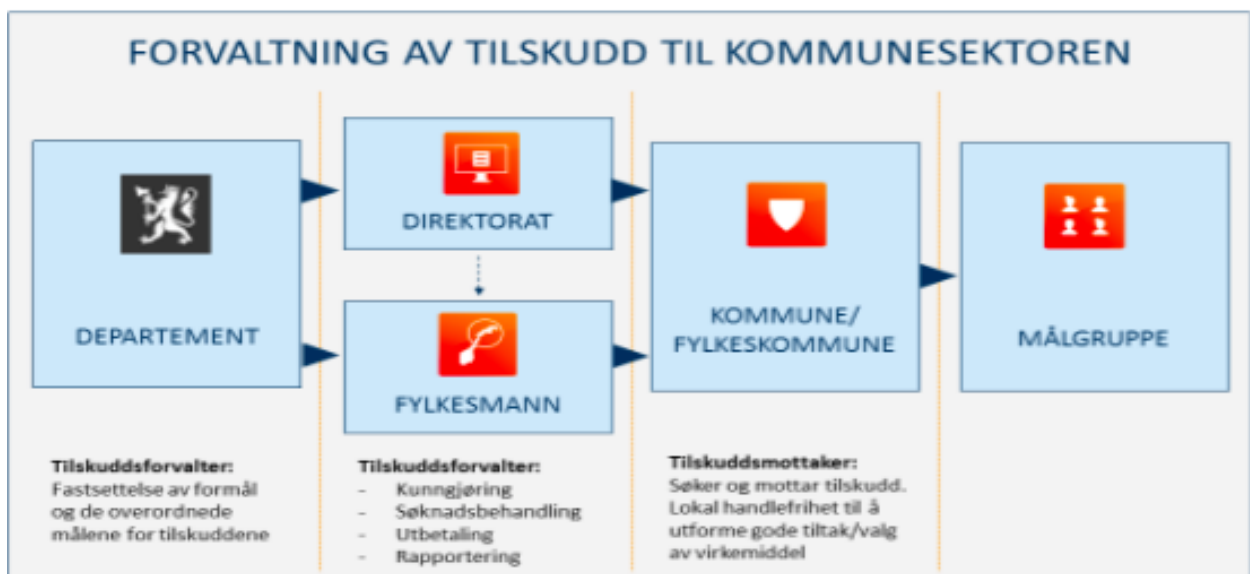 FORVALTNING AV TILSKUDD TIL KOMMUNESEKTOREN
DEPARTEMENT
DIREKTORAT
FYLKESMANN
KOMMUNE/
FYLKESKOMMUNE
MÅLGRUPPE
Tilskuddsforvalter:
Fastsettelse av formål
og de overordnede
målene for tilskuddene
Tilskuddsforvalter:
- Kunngjøring
- Søknadsbehandling
- Utbetaling
- Rapportering
Tilskuddsmottaker:
Søker og mottar tilskudd.
Lokal handlefrihet til å
utforme gode tiltak/valg
av virkemiddel